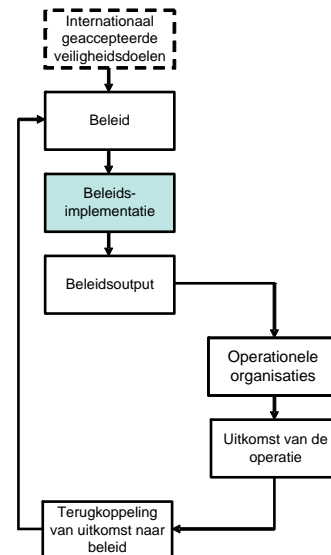 Internationaal
geaccepteerde
veiligheidsdoelen
Beleid
Beleids-
implementatie
Beleidsoutput
Operationele
organisaties
Uitkomst van de
operatie
Terugkoppeling
van uitkomst naar
beleid